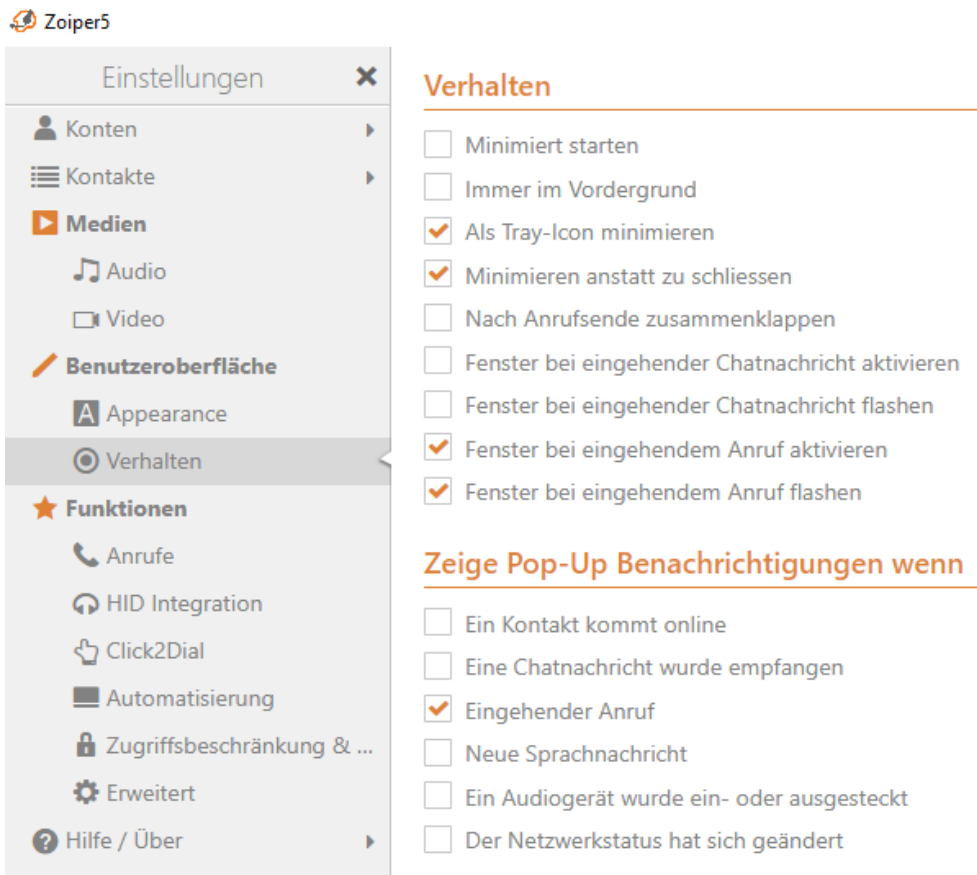 Zoiper5
Einstellungen
Konten
Kontakte
Medien
Audio
Video
Benutzeroberfläche
A Appearance
Verhalten
Funktionen
Anrufe
HID Integration
Click2Dial
Automatisierung
Zugriffsbeschränkung & ...
Erweitert
? Hilfe / Über
Verhalten
Minimiert starten
Immer im Vordergrund
Als Tray-Icon minimieren
Minimieren anstatt zu schliessen
Nach Anrufsende zusammenklappen
Fenster bei eingehender Chatnachricht aktivieren
Fenster bei eingehender Chatnachricht flashen
Fenster bei eingehendem Anruf aktivieren
Fenster bei eingehendem Anruf flashen
Zeige Pop-Up Benachrichtigungen wenn
Ein Kontakt kommt online
Eine Chatnachricht wurde empfangen
Eingehender Anruf
Neue Sprachnachricht
Ein Audiogerät wurde ein- oder ausgesteckt
Der Netzwerkstatus hat sich geändert